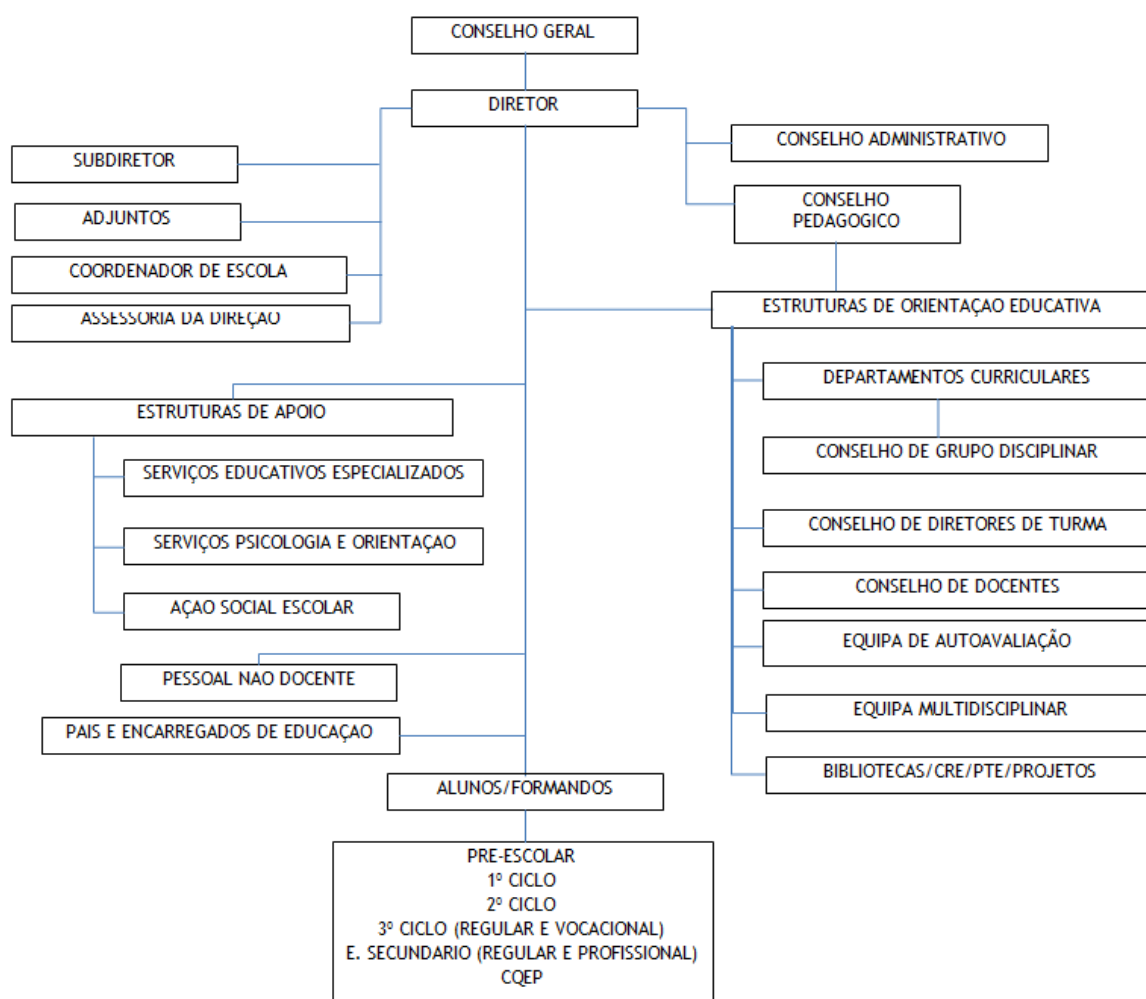 CONSELHO GERAL
DIRETOR
CONSELHO ADMINISTRATIVO
SUBDIRETOR
CONSELHO
PEDAGOGICO
ADJUNTOS
COORDENADOR DE ESCOLA
ASSESSORIA DA DIREÇÃO
ESTRUTURAS DE ORIENTAÇAO EDUCATIVA
DEPARTAMENTOS CURRICULARES
ESTRUTURAS DE APOIO
CONSELHO DE GRUPO DISCIPLINAR
SERVIÇOS EDUCATIVOS ESPECIALIZADOS
CONSELHO DE DIRETORES DE TURMA
SERVIÇOS PSICOLOGIA E ORIENTAÇAO
CONSELHO DE DOCENTES
AÇAO SOCIAL ESCOLAR
EQUIPA DE AUTOAVALIAÇÃO
PESSOAL NAO DOCENTE
EQUIPA MULTIDISCIPLINAR
PAIS E ENCARREGADOS DE EDUCAÇAO
BIBLIOTECAS/CRE/PTE/PROJETOS
ALUNOS/FORMANDOS
PRE-ESCOLAR
1º CICLO
2º CICLO
3º CICLO (REGULAR E VOCACIONAL)
E. SECUNDARIO (REGULAR E PROFISSIONAL)
CQEP